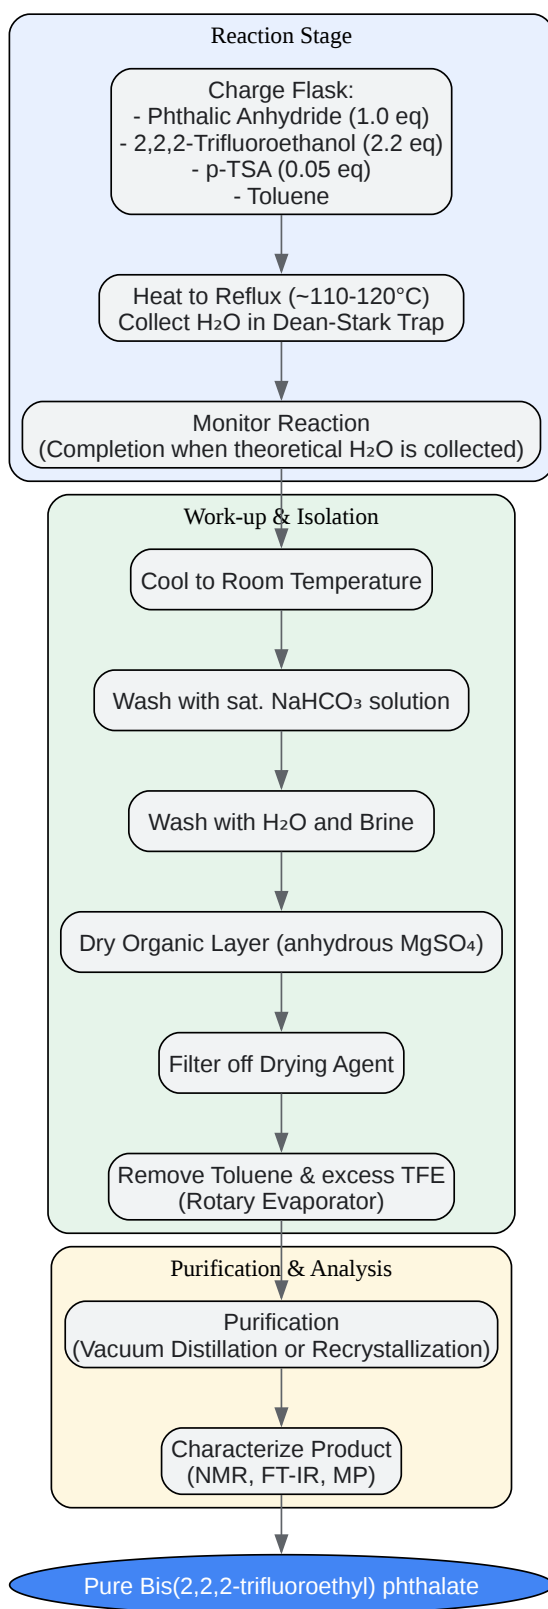 Reaction Stage
Charge Flask:
- Phthalic Anhydride (1.0 eq)
- 2,2,2-Trifluoroethanol (2.2 eq)
- p-TSA (0.05 eq)
- Toluene
Heat to Reflux (~110-120°C)
Collect H₂O in Dean-Stark Trap
Monitor Reaction
(Completion when theoretical H₂O is collected)
Work-up & Isolation
Cool to Room Temperature
Wash with sat. NaHCO₃ solution
Wash with H₂O and Brine
Dry Organic Layer (anhydrous MgSO₄)
Filter off Drying Agent
Remove Toluene & excess TFE
(Rotary Evaporator)
Purification & Analysis
Purification
(Vacuum Distillation or Recrystallization)
Characterize Product
(NMR, FT-IR, MP)
Pure Bis(2,2,2-trifluoroethyl) phthalate